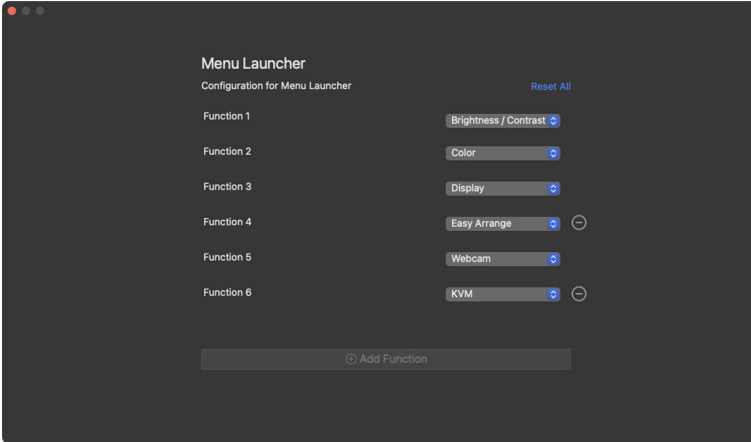 Menu Launcher
Configuration for Menu Launcher Reset All
Function 1 Brightness / Contrast
Function 2 Color
Function 3 Display
Function 4 Easy Arrange
Function 5 Webcam
Function 6 KVM
Add Function